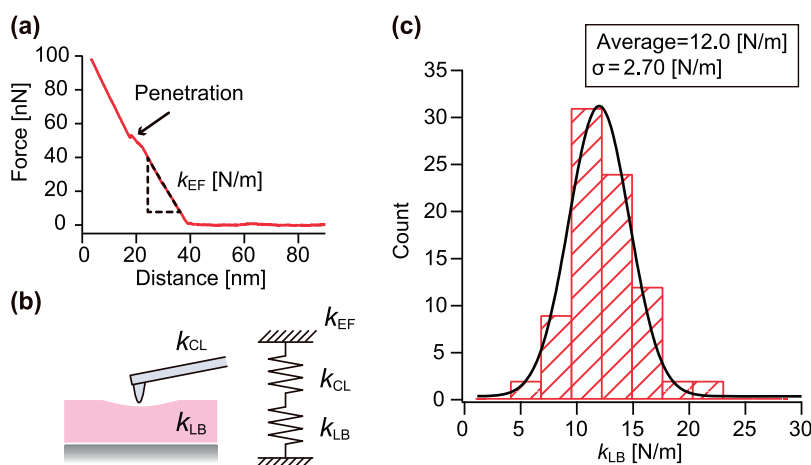 (a)
100
80
60
40
20
0
Force [nN]
Penetration
kEF [N/m]
0 20 40 60 80
Distance [nm]
(b)
kCL
kLB
kEF
kCL
kLB
(c)
Average=12.0 [N/m]
σ=2.70 [N/m]
35
30
25
20
15
10
5
0
Count
0 5 10 15 20 25 30
kLB [N/m]